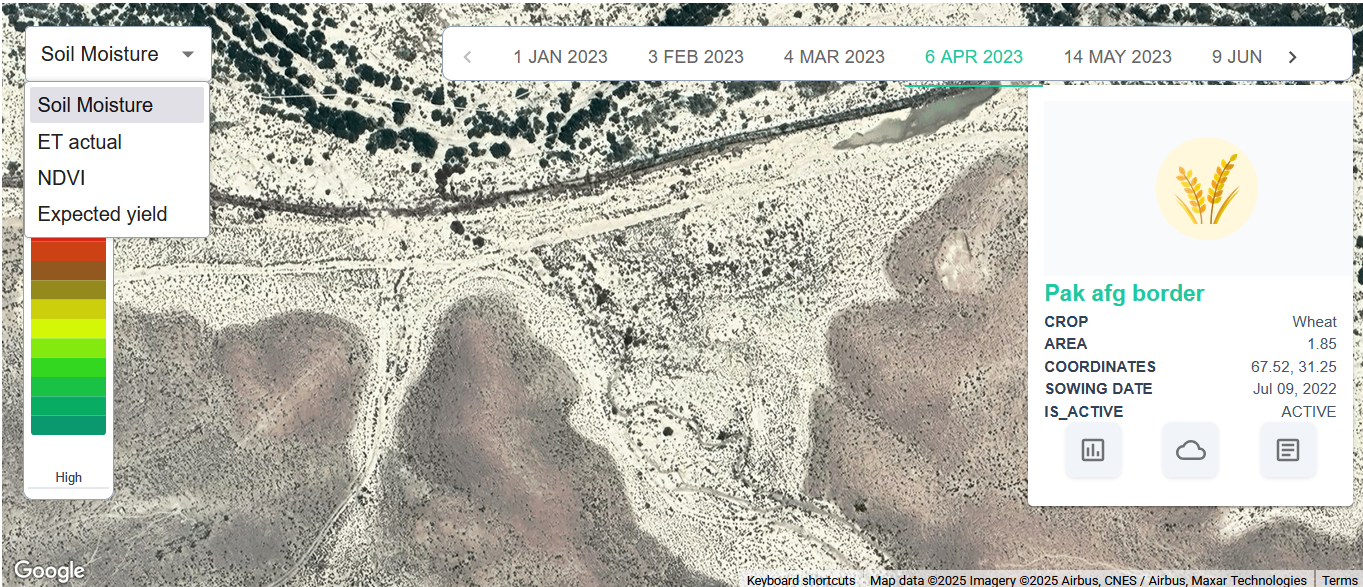 Soil Moisture
1 JAN 2023 3 FEB 2023 4 MAR 2023 6 APR 2023 14 MAY 2023 9 JUN
Soil Moisture
ET actual
NDVI
Expected yield
High
Pak afg border
CROP Wheat
AREA 1.85
COORDINATES 67.52, 31.25
SOWING DATE Jul 09, 2022
IS_ACTIVE ACTIVE
Google
Keyboard shortcuts Map data ©2025 Imagery ©2025 Airbus, CNES / Airbus, Maxar Technologies Terms